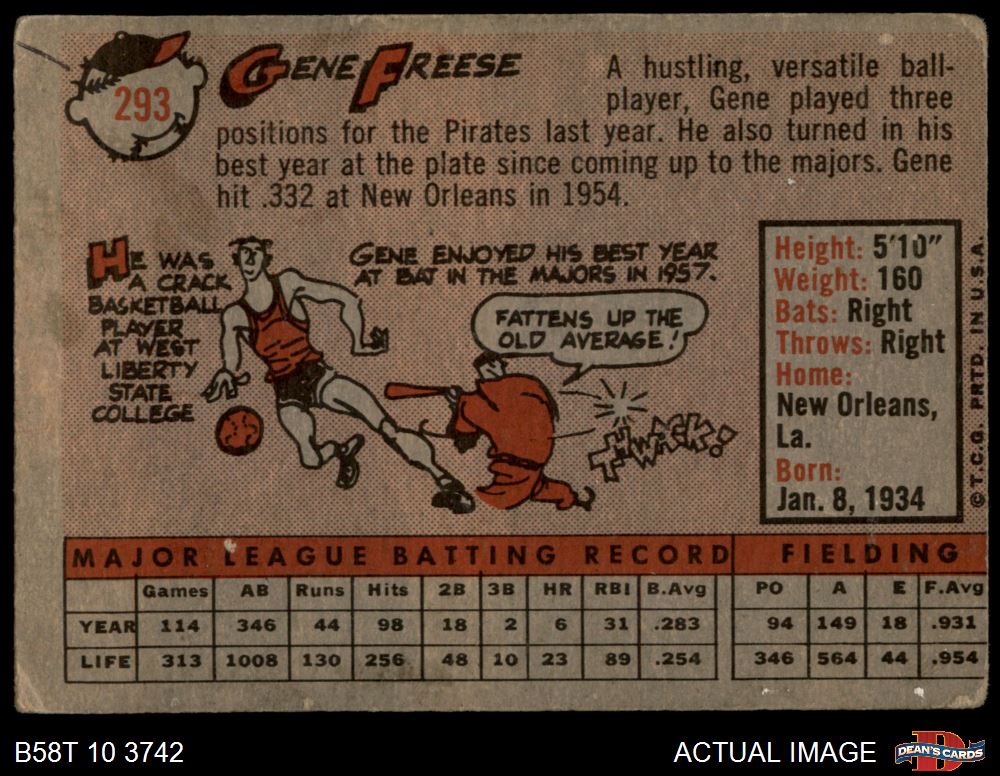 293
GENE FREESE
A hustling, versatile ball-
player, Gene played three
positions for the Pirates last year. He also turned in his
best year at the plate since coming up to the majors. Gene
hit .332 at New Orleans in 1954.
HE WAS
A CRACK
BASKETBALL
PLAYER
AT WEST
LIBERTY
STATE
COLLEGE
GENE ENJOYED HIS BEST YEAR
AT BAT IN THE MAJORS IN 1957.
FATTENS UP THE
OLD AVERAGE!
THWACK!
Height: 5'10"
Weight: 160
Bats: Right
Throws: Right
Home:
New Orleans,
La.
Born:
Jan. 8, 1934
© T.C.G. PRTD. IN U.S.A.
MAJOR LEAGUE BATTING RECORD FIELDING
Games AB Runs Hits 2B 3B HR RBI B.Avg PO A E F.Avg
YEAR 114 346 44 98 18 2 6 31 .283 94 149 18 .931
LIFE 313 1008 130 256 48 10 23 89 .254 346 564 44 .954
B58T 10 3742
ACTUAL IMAGE
D
DEAN'S CARDS